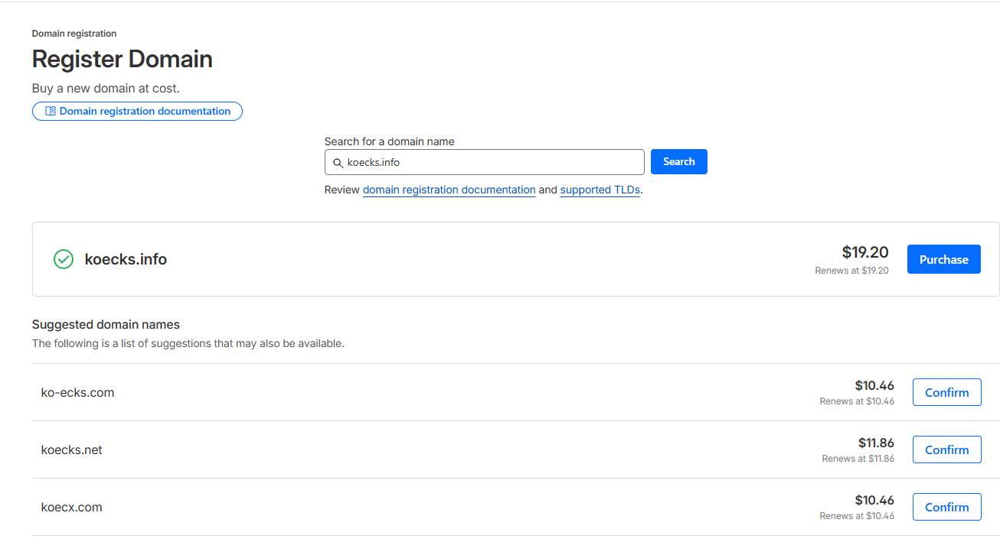 Domain registration
Register Domain
Buy a new domain at cost.
Domain registration documentation
Search for a domain name
koecks.info
Search
Review domain registration documentation and supported TLDs.
koecks.info
$19.20
Renews at $19.20
Purchase
Suggested domain names
The following is a list of suggestions that may also be available.
ko-ecks.com
$10.46
Renews at $10.46
Confirm
koecks.net
$11.86
Renews at $11.86
Confirm
koecx.com
$10.46
Renews at $10.46
Confirm